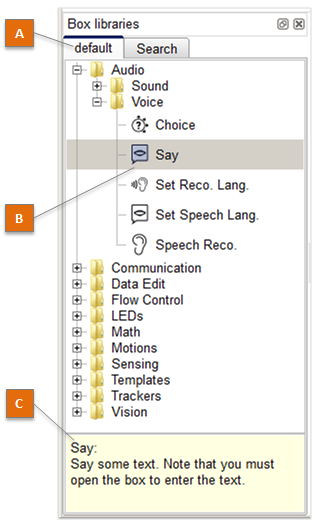 Box libraries
A
default Search
Audio
Sound
Voice
Choice
Say
B
Set Reco. Lang.
Set Speech Lang.
Speech Reco.
Communication
Data Edit
Flow Control
LEDs
Math
Motions
Sensing
Templates
Trackers
Vision
C
Say:
Say some text. Note that you must
open the box to enter the text.